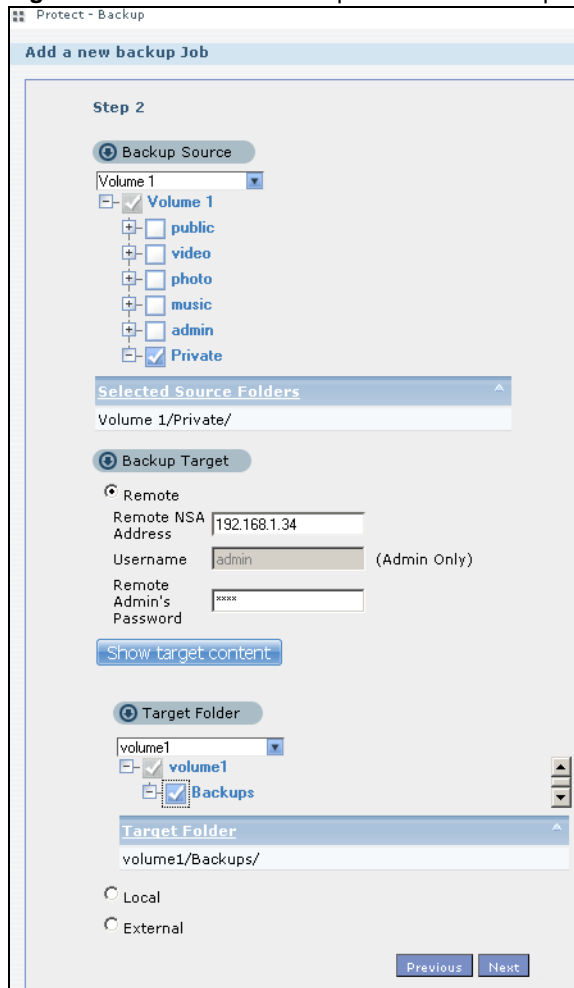 Protect - Backup
Add a new backup Job
Step 2
Backup Source
Volume 1
Volume 1
public
video
photo
music
admin
Private
Selected Source Folders
Volume 1/Private/
Backup Target
Remote
Remote NSA
Address
192.168.1.34
Username
admin
(Admin Only)
Remote
Admin's
Password
××××
Show target content
Target Folder
volume1
volume1
Backups
Target Folder
volume1/Backups/
Local
External
Previous
Next